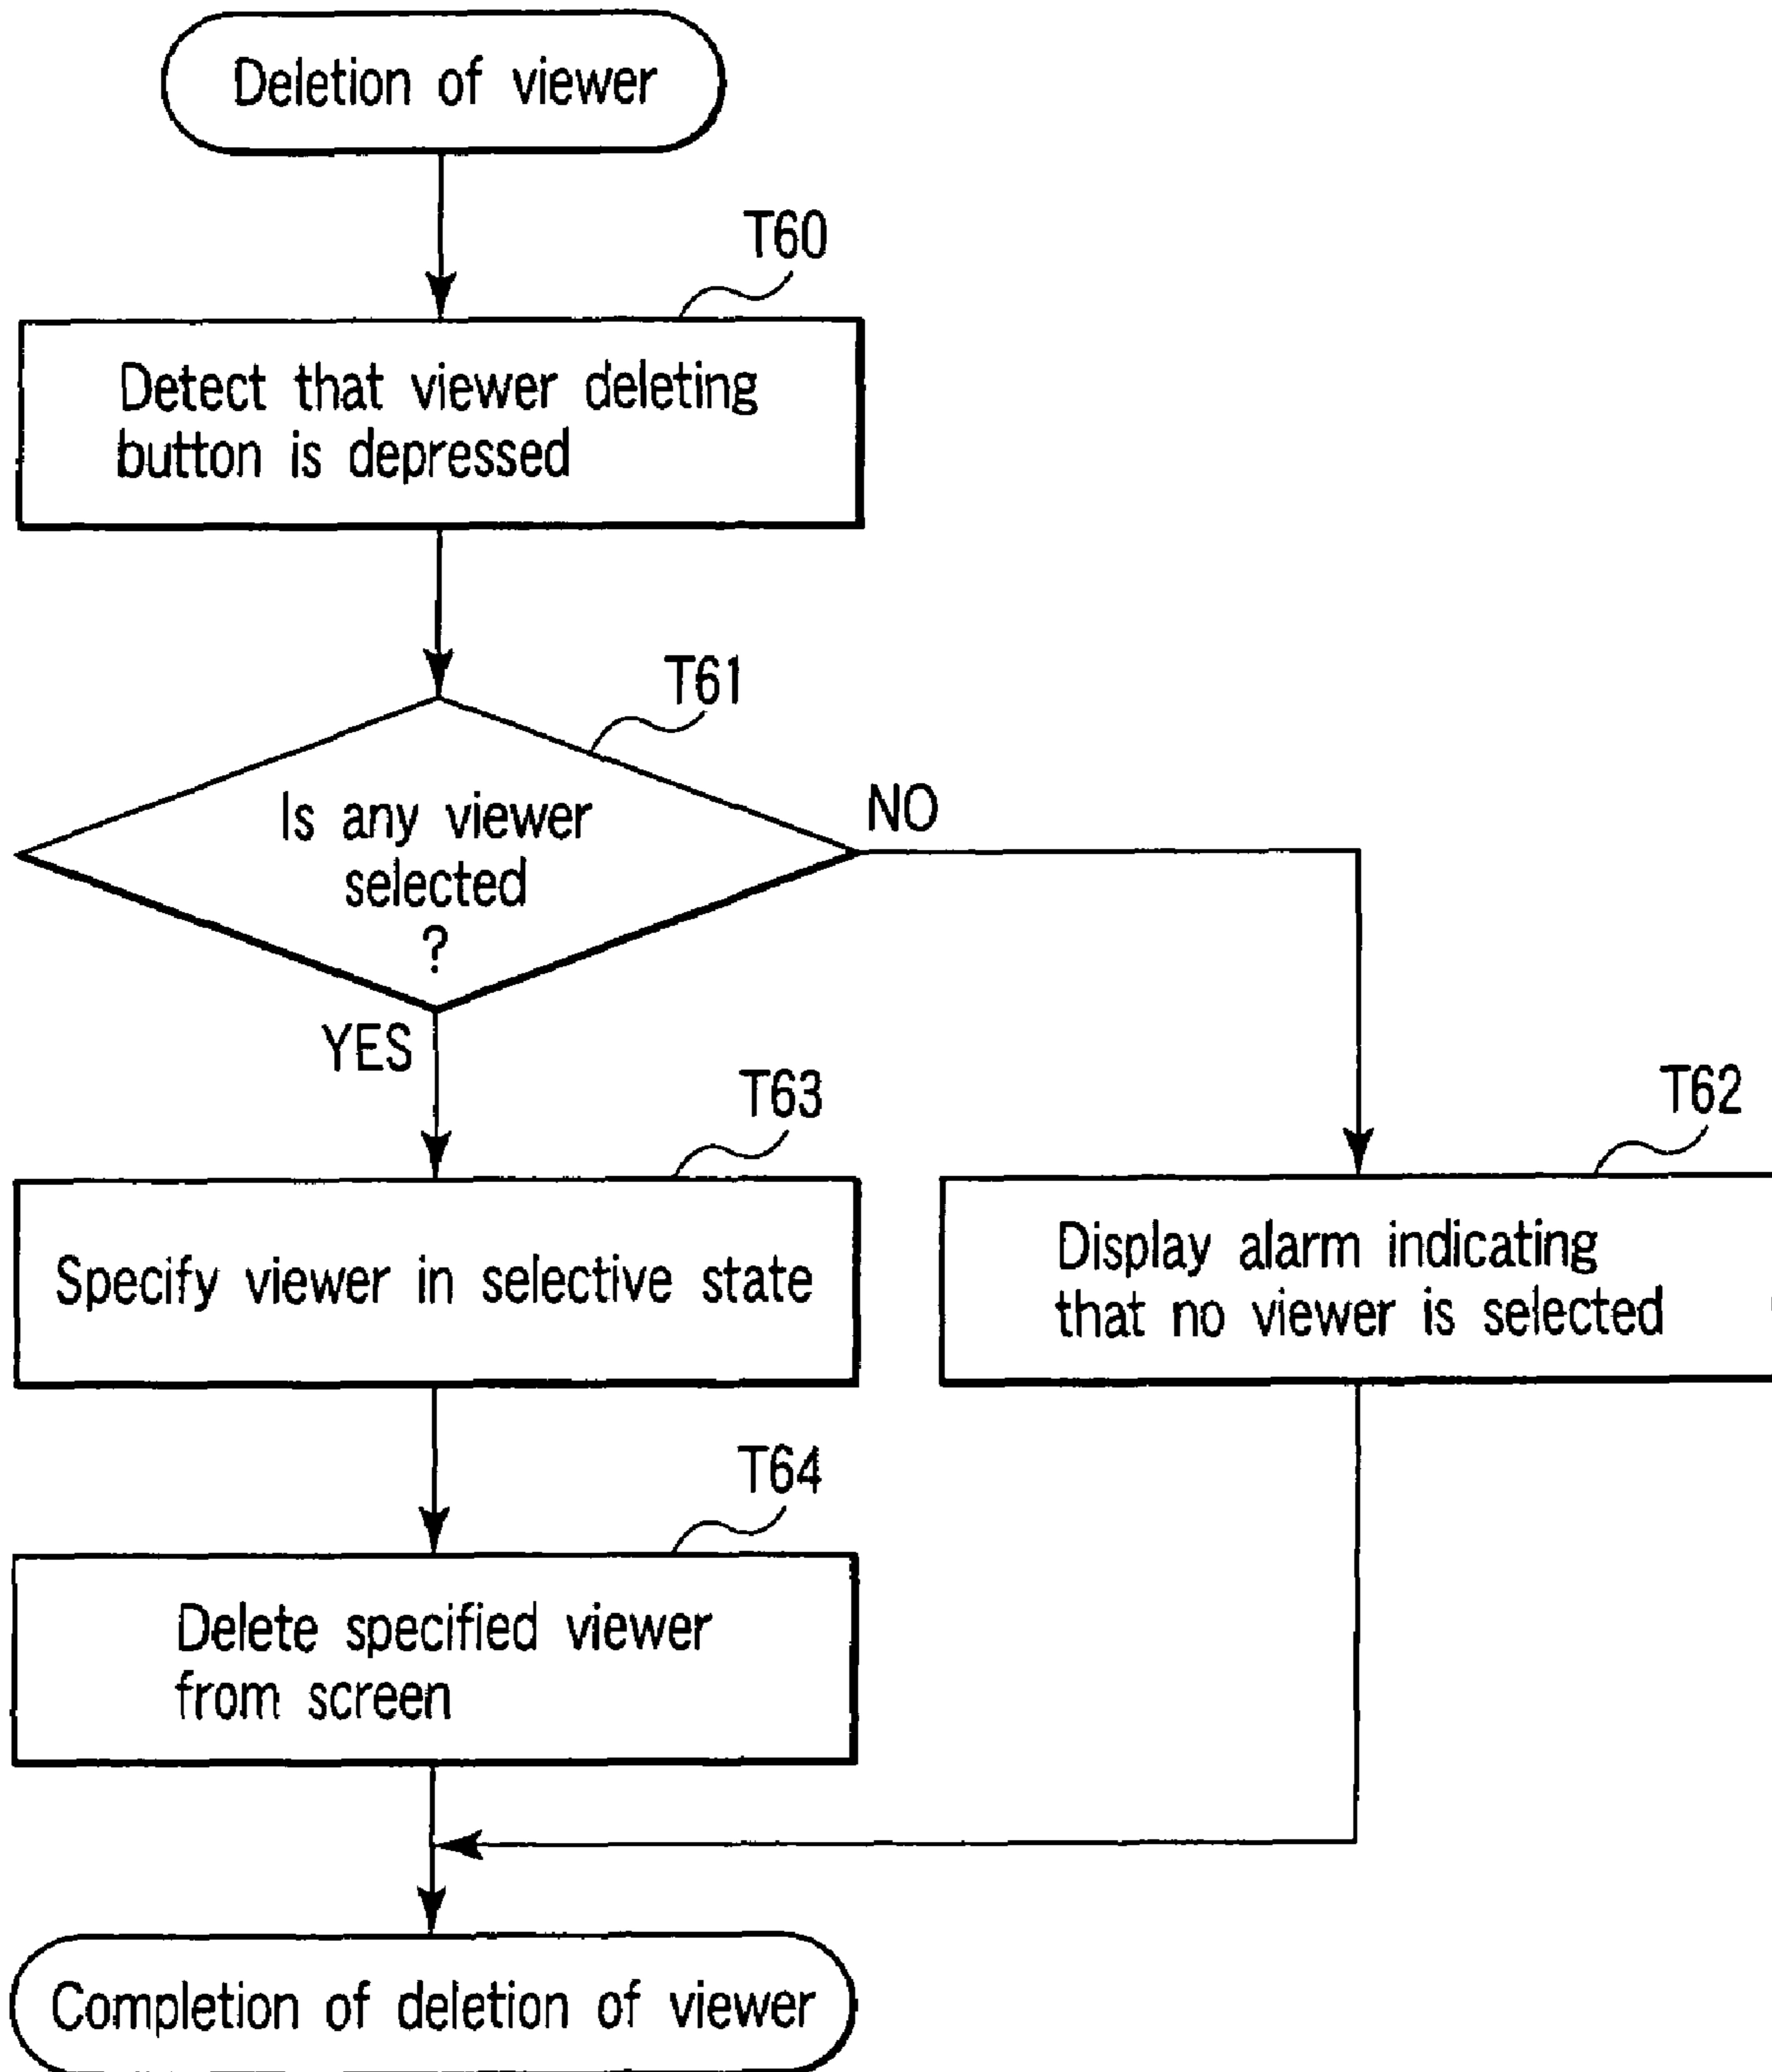 Deletion of viewer
T60
Detect that viewer deleting
button is depressed
T61
Is any viewer
selected
?
NO
YES
T63
Specify viewer in selective state
T62
Display alarm indicating
that no viewer is selected
T64
Delete specified viewer
from screen
Completion of deletion of viewer